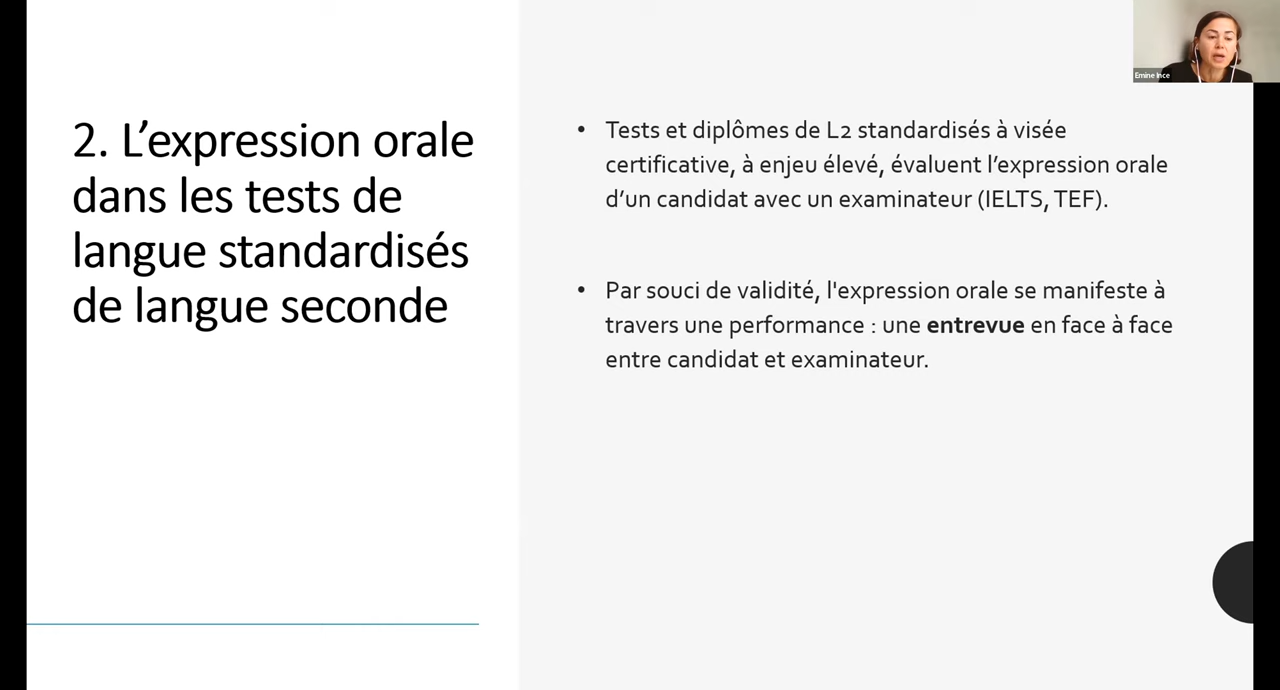 Emine Ince
2. L’expression orale
dans les tests de
langue standardisés
de langue seconde
• Tests et diplômes de L2 standardisés à visée
certificative, à enjeu élevé, évaluent l’expression orale
d’un candidat avec un examinateur (IELTS, TEF).
• Par souci de validité, l'expression orale se manifeste à
travers une performance : une entrevue en face à face
entre candidat et examinateur.